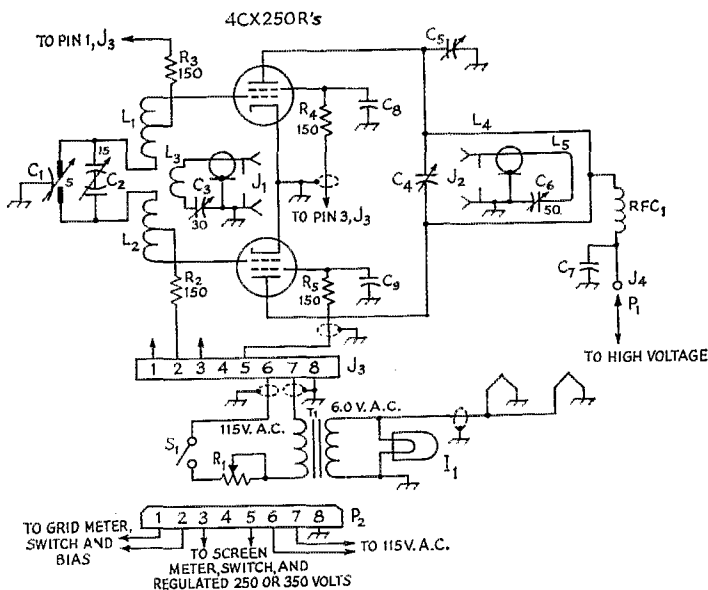 4CX250R's
TO PIN 1, J3
R3
150
C5
L1
R4
150
C8
L4
L3
L5
C1
5
15
C2
C3
30
J1
C4
J2
C6
50
TO PIN 3, J3
RFC1
L2
R2
150
R5
150
C9
C7
J4
P1
TO HIGH VOLTAGE
1 2 3 4 5 6 7 8
J3
115V. A.C.
T1
6.0 V. A.C.
S1
R1
I1
1 2 3 4 5 6 7 8
P2
TO GRID METER,
SWITCH AND
BIAS
TO SCREEN
METER, SWITCH, AND
REGULATED 250 OR 350 VOLTS
TO 115V. A.C.